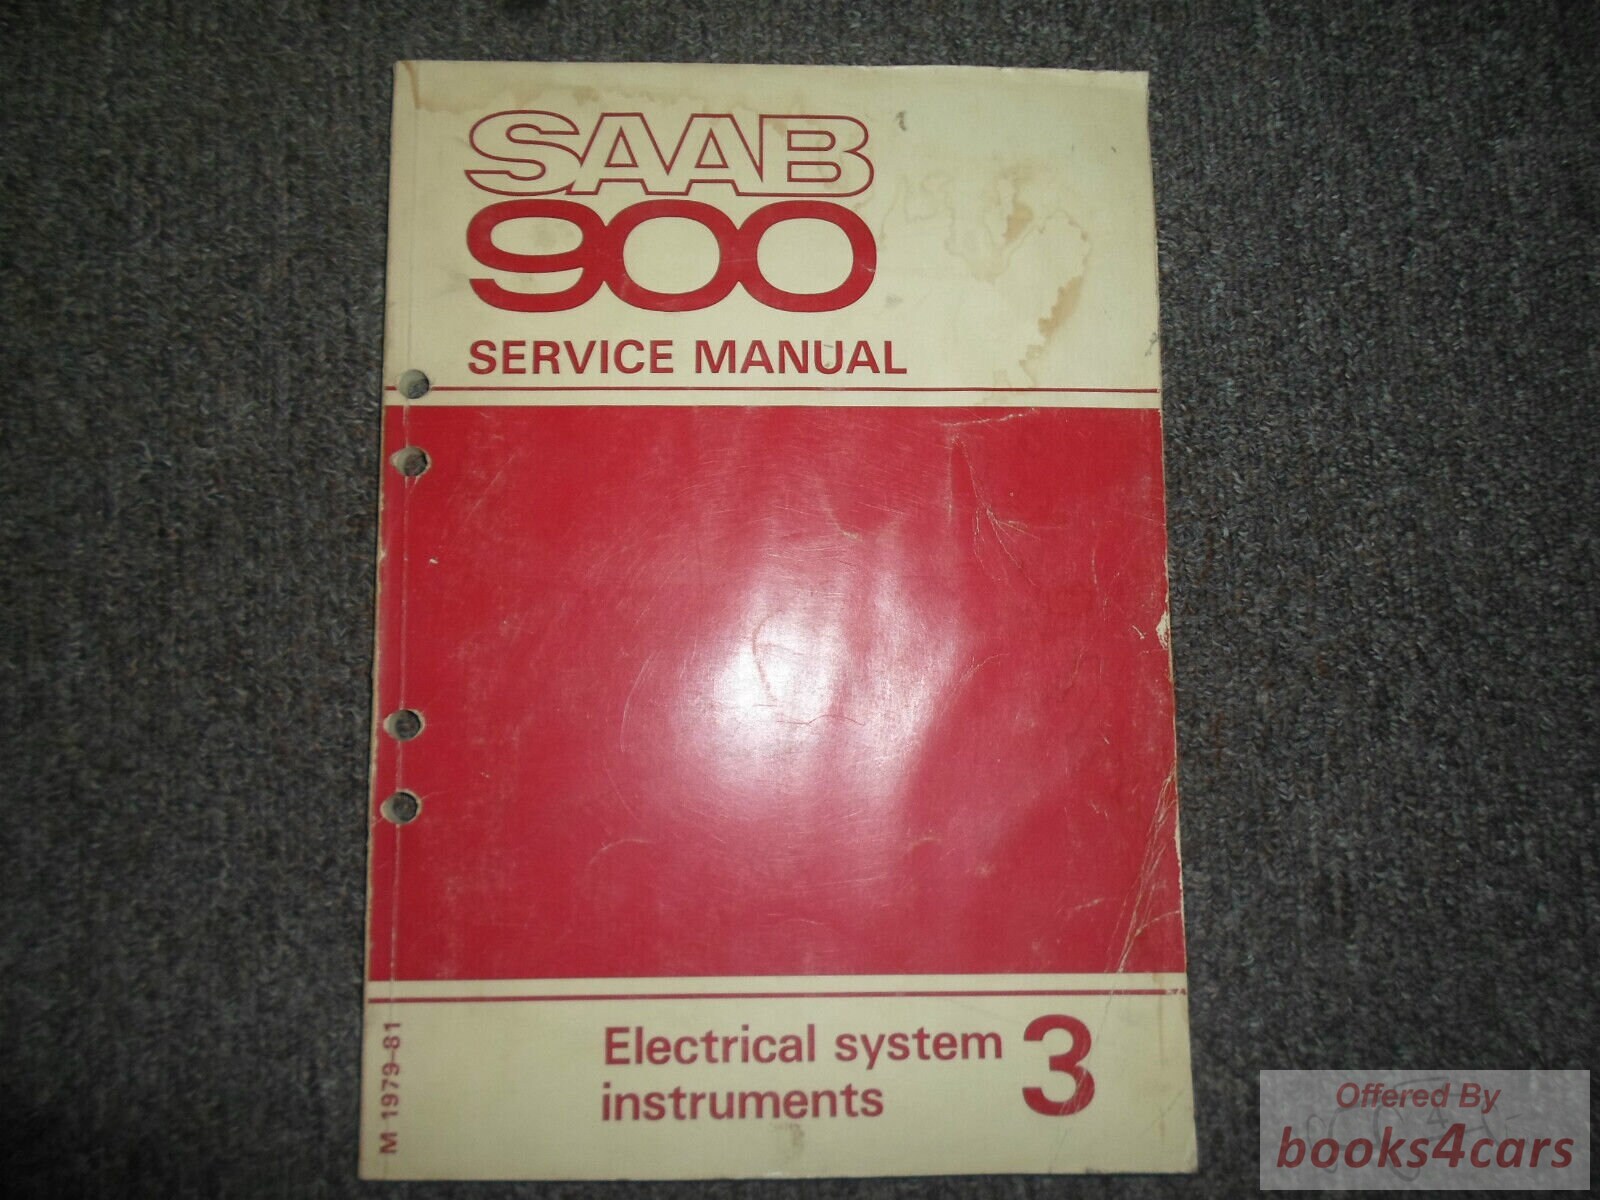 SAAB
900
SERVICE MANUAL
M 1979-81
Electrical system
instruments
3
Offered By
books4cars